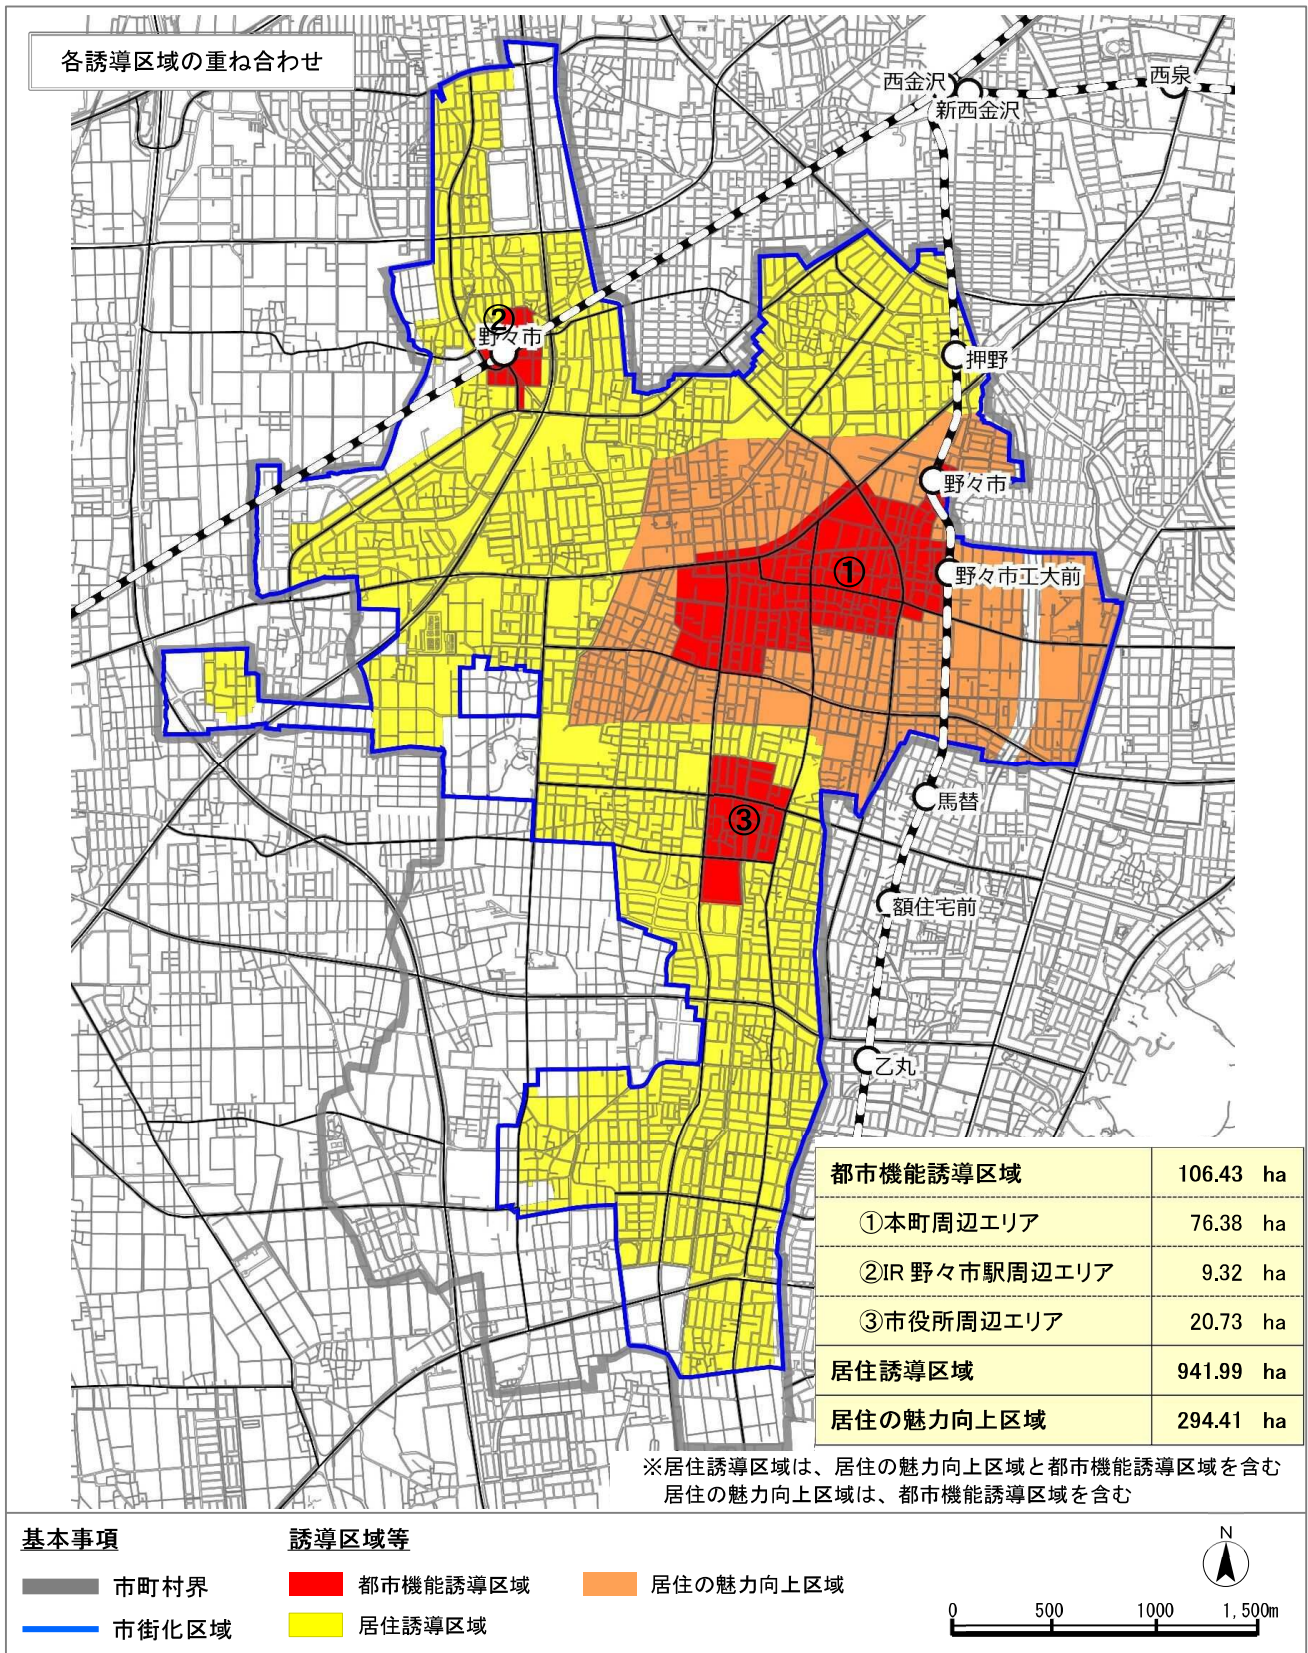 各誘導区域の重ね合わせ
西金沢
西泉
新西金沢
②
野々市
押野
野々市
①
野々市工大前
馬替
③
額住宅前
乙丸
都市機能誘導区域 106.43 ha
①本町周辺エリア 76.38 ha
②IR 野々市駅周辺エリア 9.32 ha
③市役所周辺エリア 20.73 ha
居住誘導区域 941.99 ha
居住の魅力向上区域 294.41 ha
※居住誘導区域は、居住の魅力向上区域と都市機能誘導区域を含む
居住の魅力向上区域は、都市機能誘導区域を含む
基本事項 誘導区域等
市町村界 都市機能誘導区域 居住の魅力向上区域
市街化区域 居住誘導区域
N
0 500 1000 1,500m